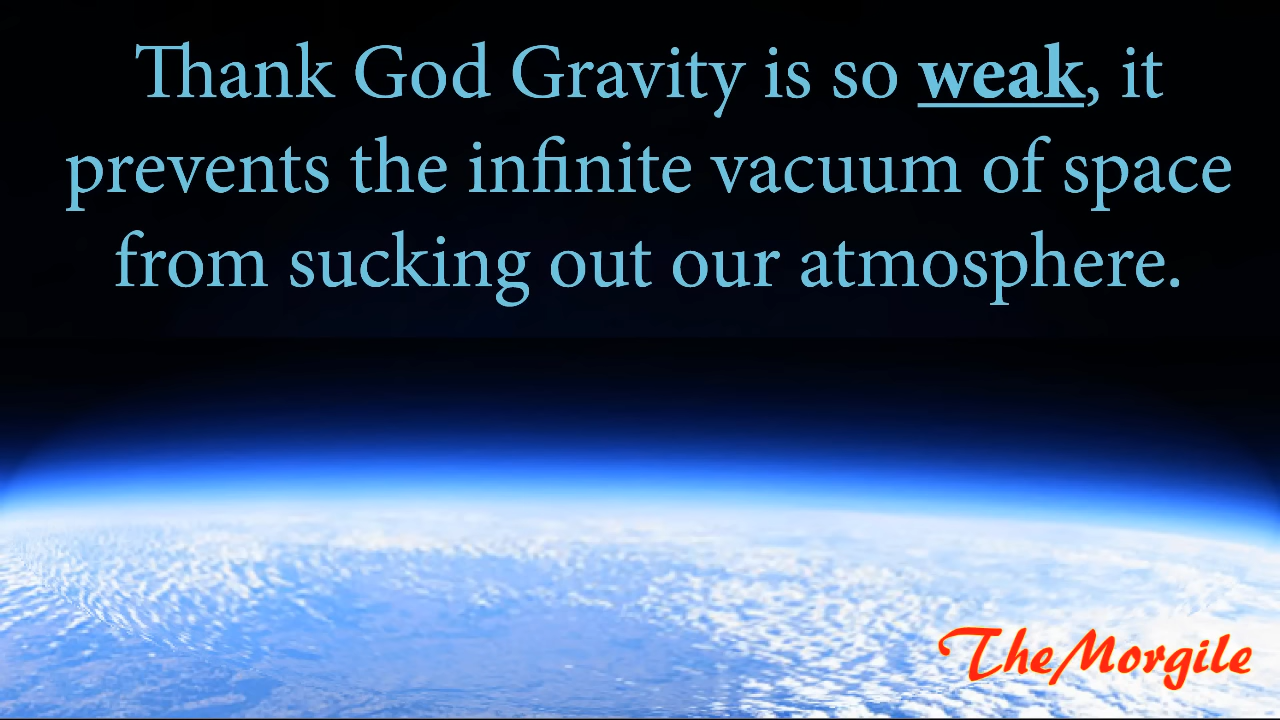 Thank God Gravity is so weak, it
prevents the infinite vacuum of space
from sucking out our atmosphere.
TheMorgile